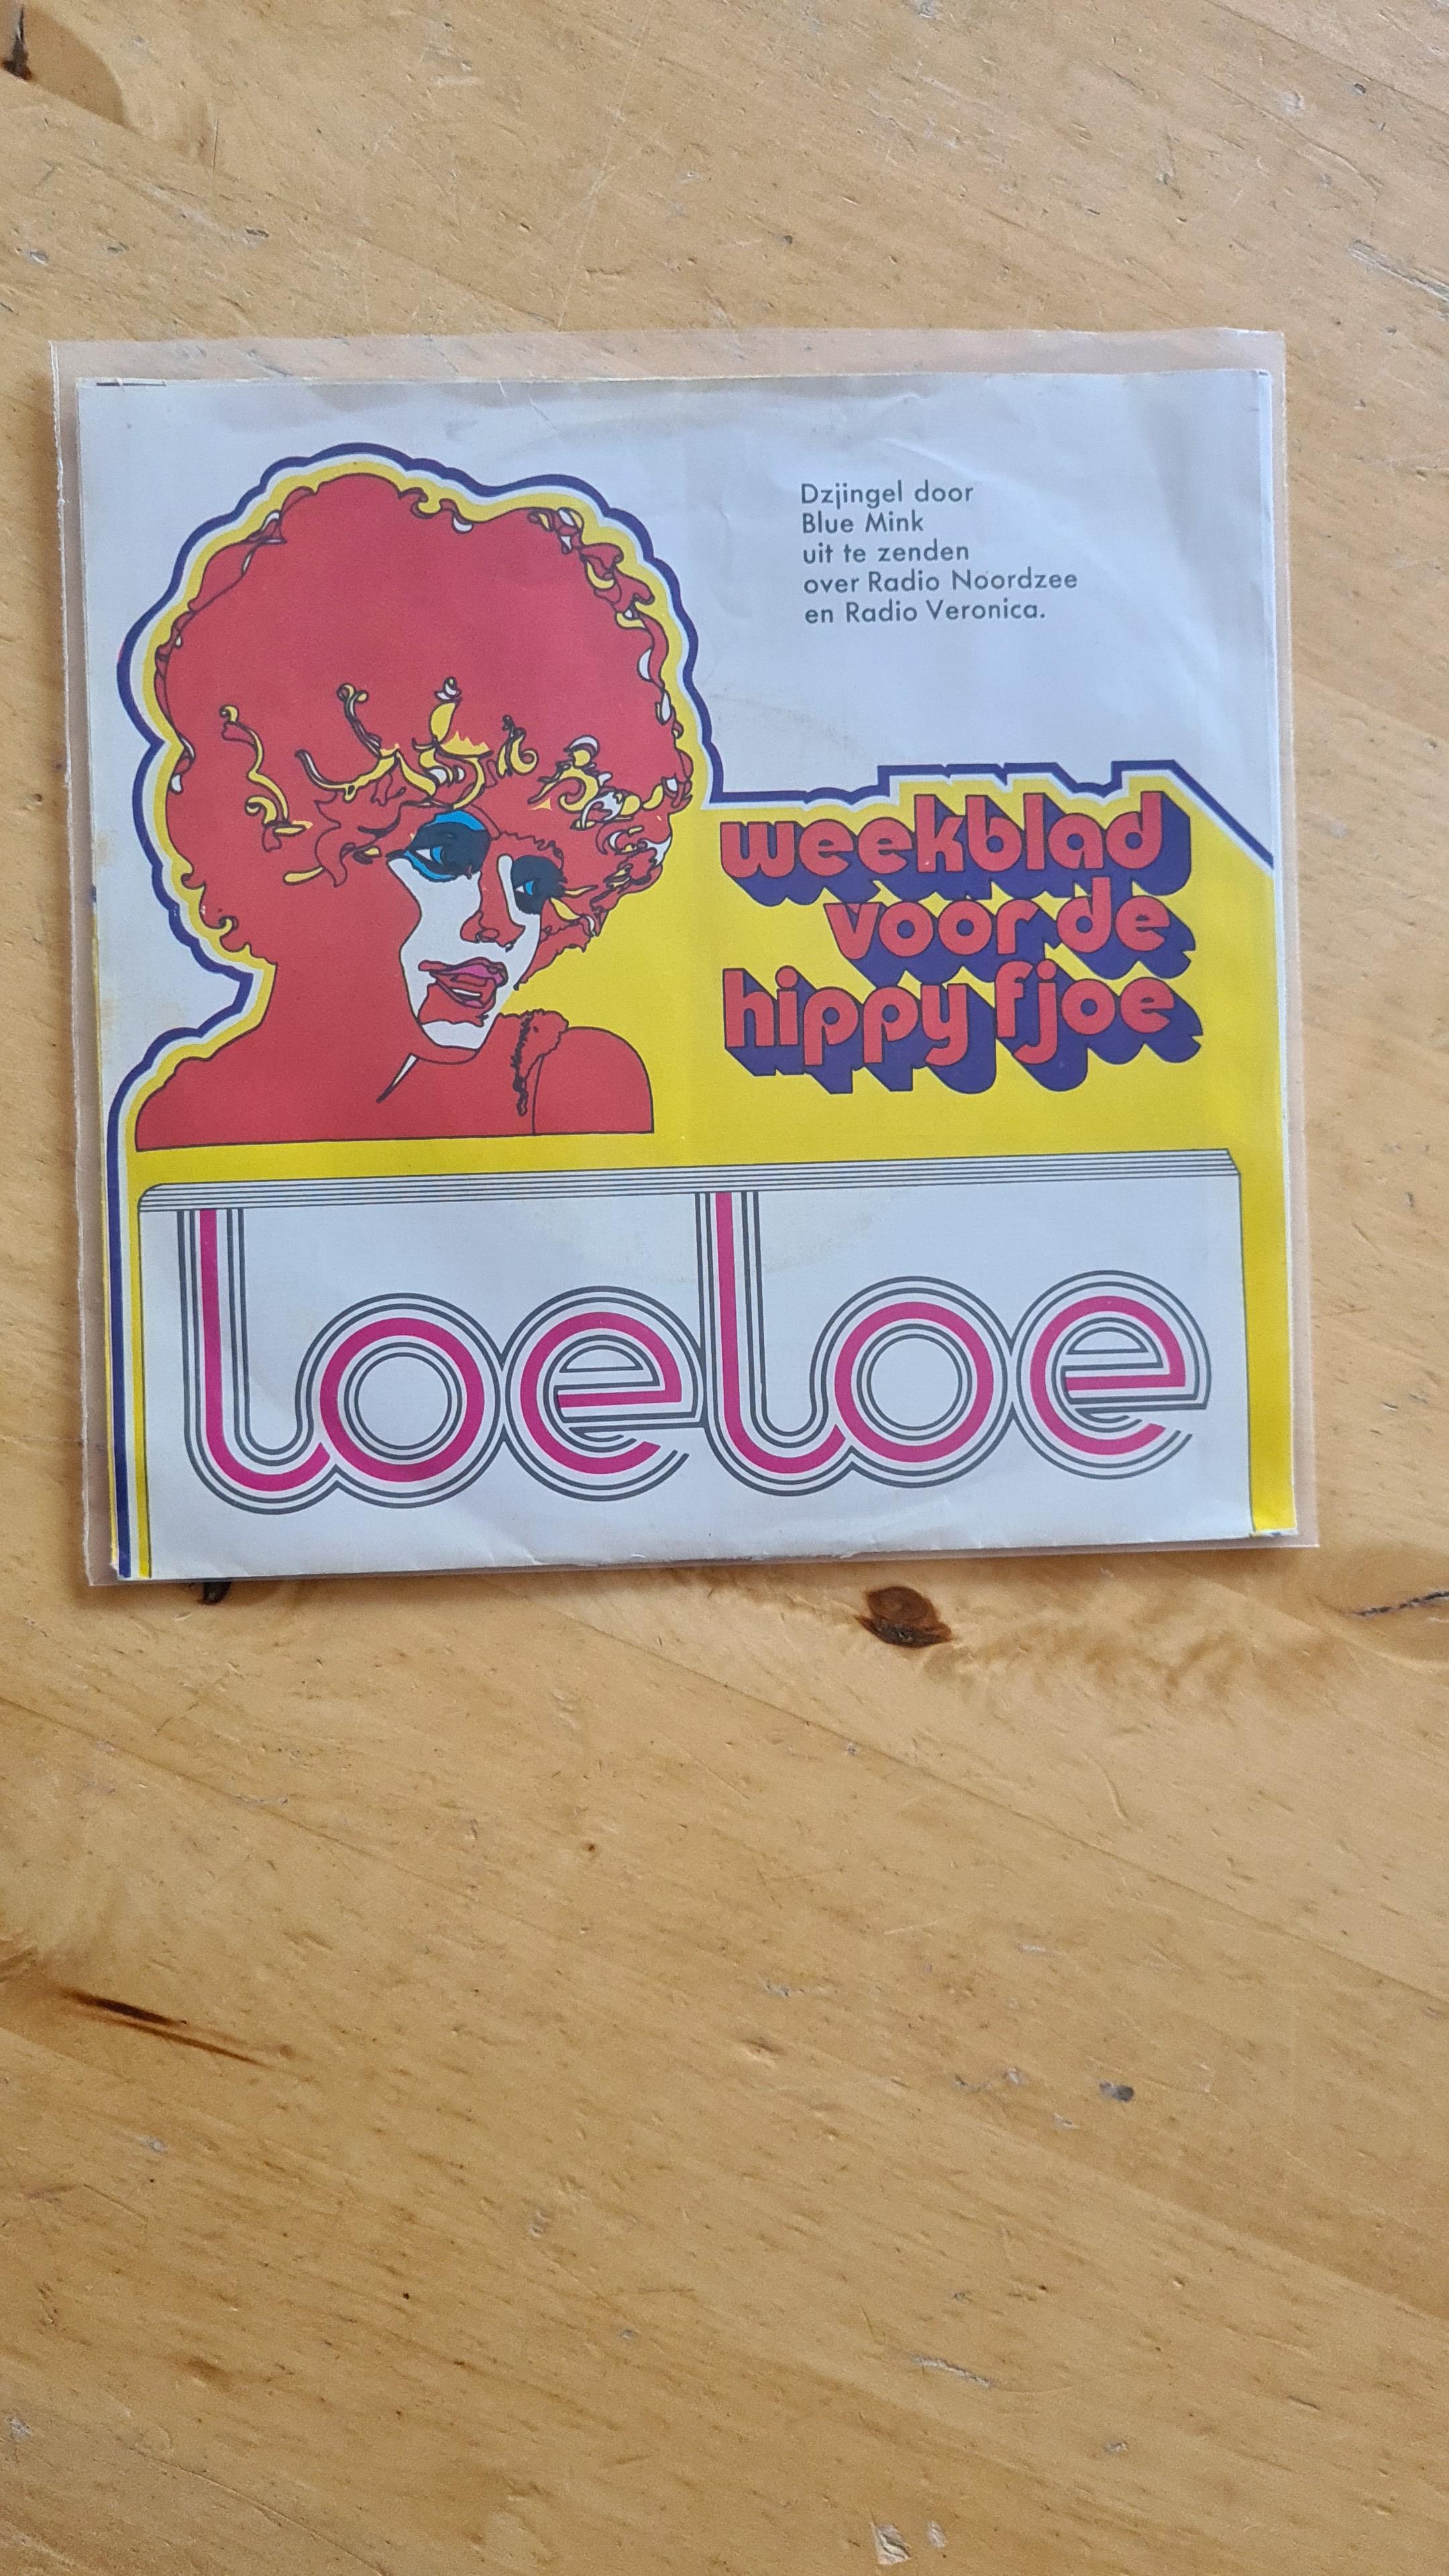 Dzjingel door
Blue Mink
uit te zenden
over Radio Noordzee
en Radio Veronica.
weekblad
voor de
hippy fjoe
loeloe